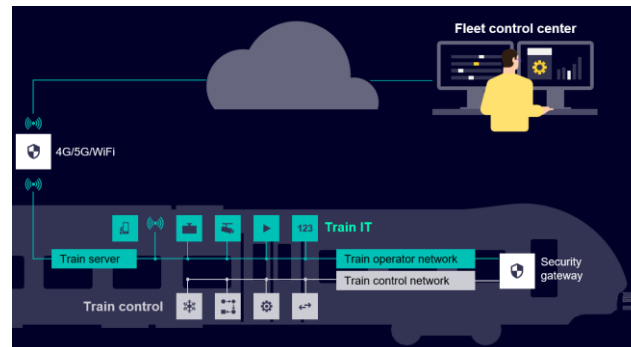 Fleet control center
4G/5G/WiFi
123
Train IT
Train server
Train operator network
Security
gateway
Train control network
Train control